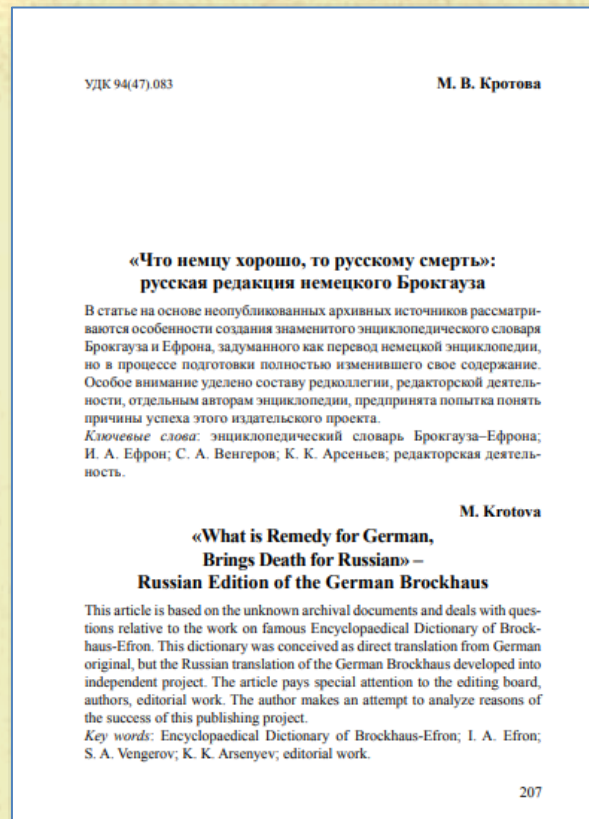 УДК 94(47).083
М. В. Кротова
«Что немцу хорошо, то русскому смерть»:
русская редакция немецкого Брокгауза
В статье на основе неопубликованных архивных источников рассматри-
ваются особенности создания знаменитого энциклопедического словаря
Брокгауза и Ефрона, задуманного как перевод немецкой энциклопедии,
но в процессе подготовки полностью изменившего свое содержание.
Особое внимание уделено составу редколлегии, редакторской деятель-
ности, отдельным авторам энциклопедии, предпринята попытка понять
причины успеха этого издательского проекта.
Ключевые слова: энциклопедический словарь Брокгауза–Ефрона;
И. А. Ефрон; С. А. Венгеров; К. К. Арсеньев; редакторская деятель-
ность.
M. Krotova
«What is Remedy for German,
Brings Death for Russian» –
Russian Edition of the German Brockhaus
This article is based on the unknown archival documents and deals with ques-
tions relative to the work on famous Encyclopaedical Dictionary of Brock-
haus-Efron. This dictionary was conceived as direct translation from German
original, but the Russian translation of the German Brockhaus developed into
independent project. The article pays special attention to the editing board,
authors, editorial work. The author makes an attempt to analyze reasons of
the success of this publishing project.
Key words: Encyclopaedical Dictionary of Brockhaus-Efron; I. A. Efron;
S. A. Vengerov; K. K. Arsenyev; editorial work.
207